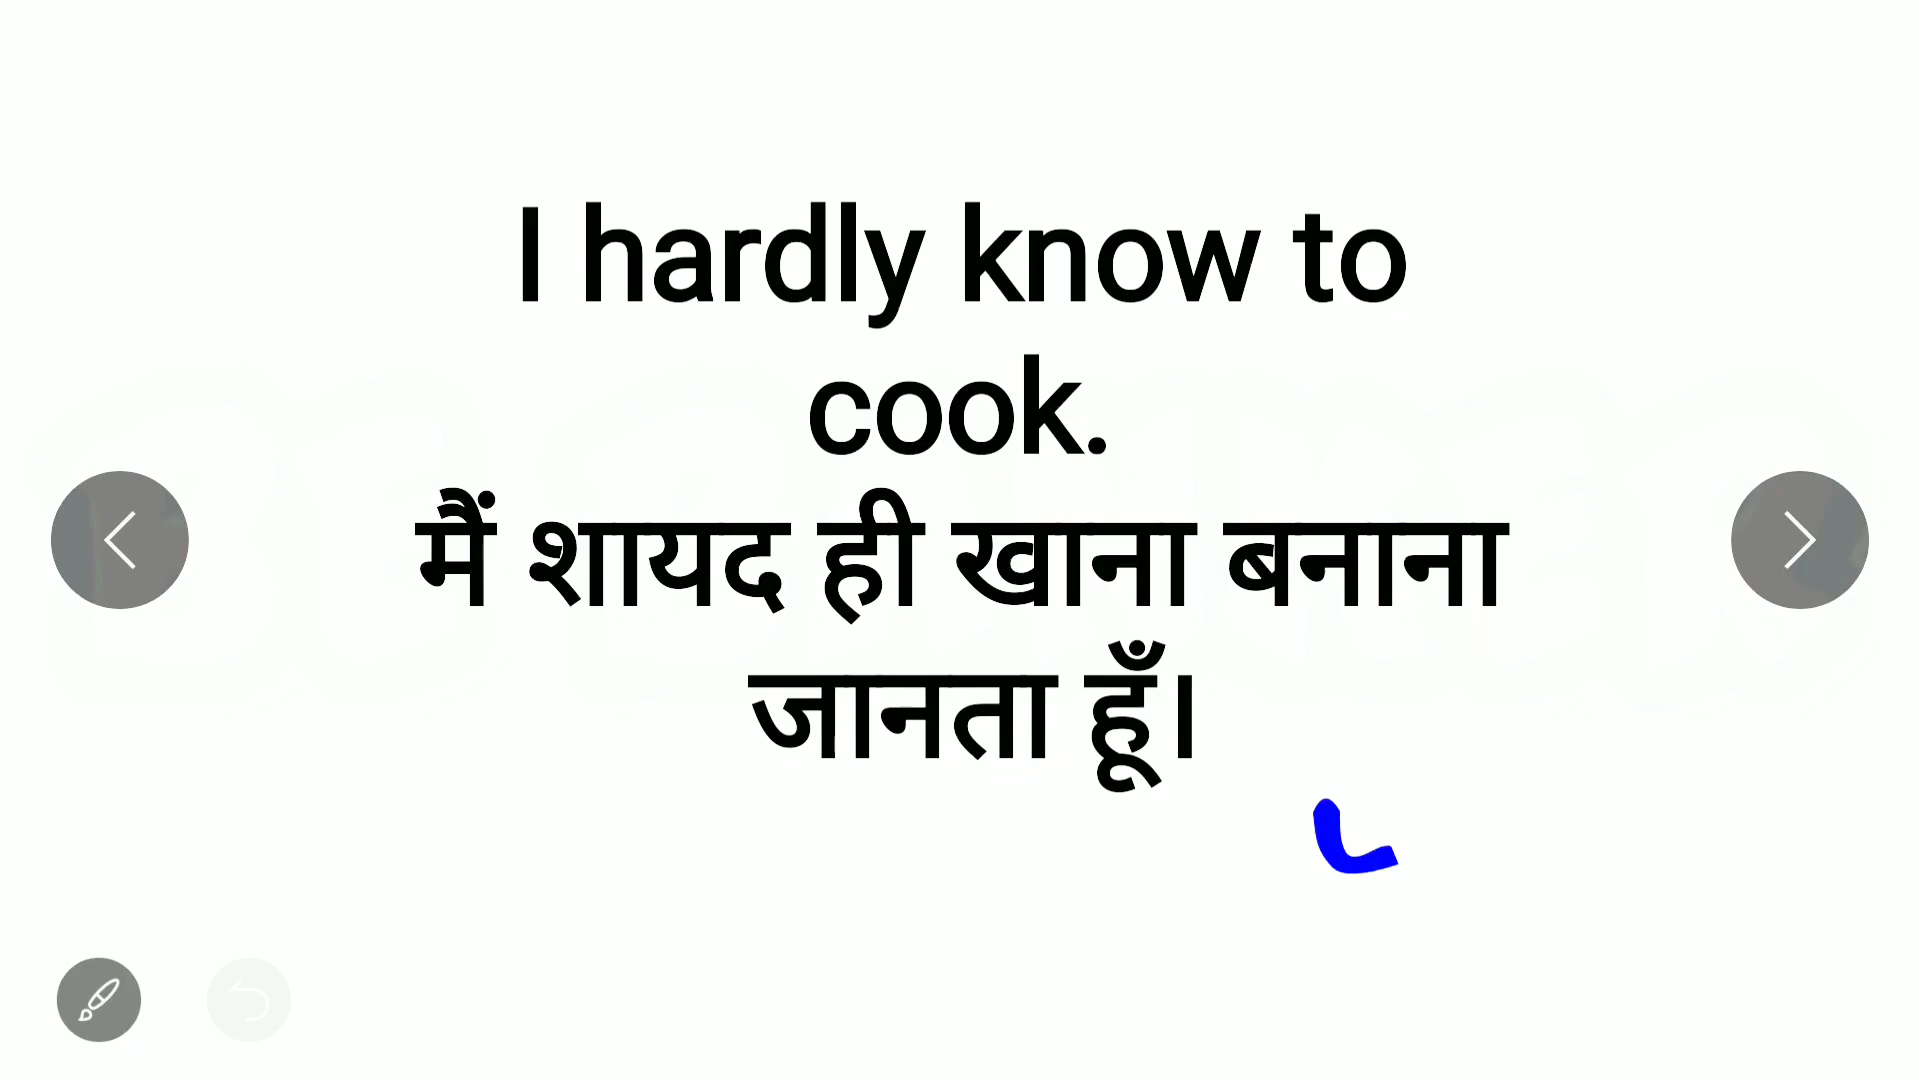 I hardly know to
cook.
मैं शायद ही खाना बनाना
जानता हूँ।